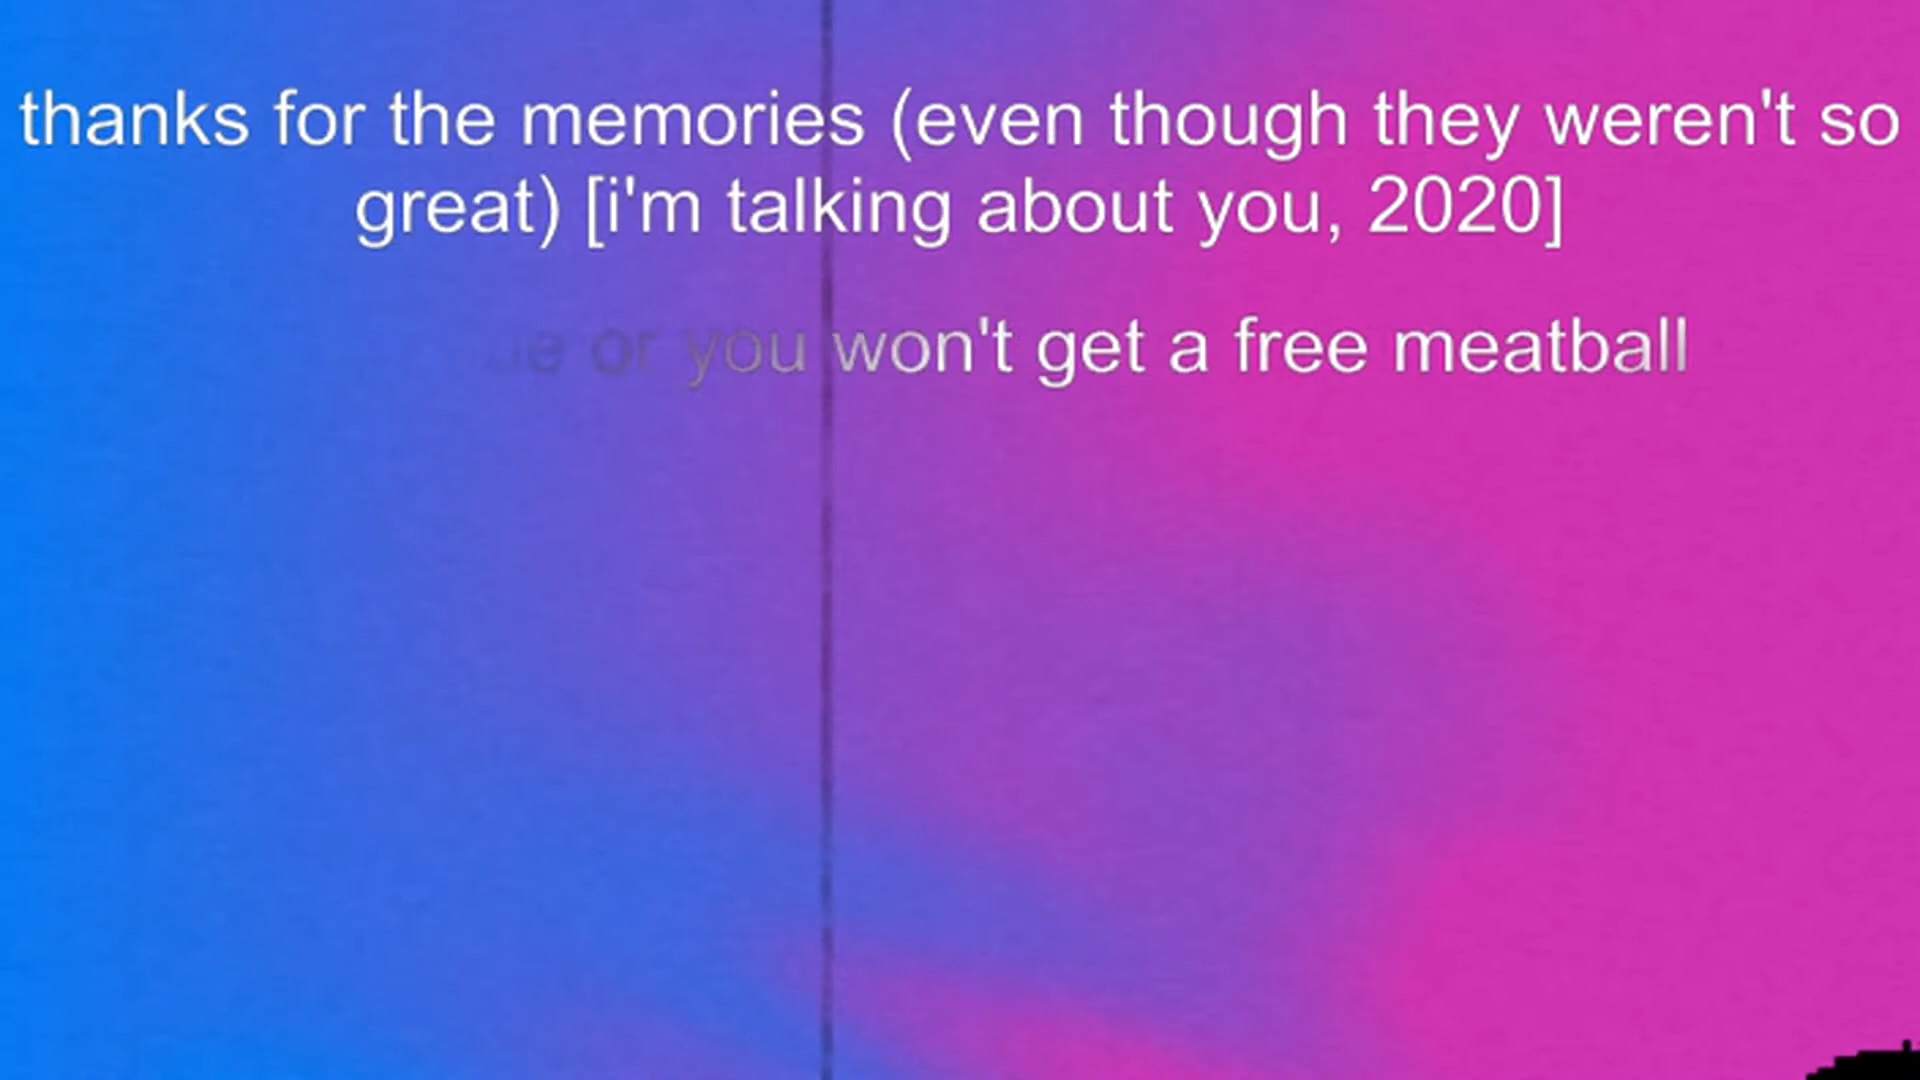 thanks for the memories (even though they weren't so
great) [i'm talking about you, 2020]
or you won't get a free meatball